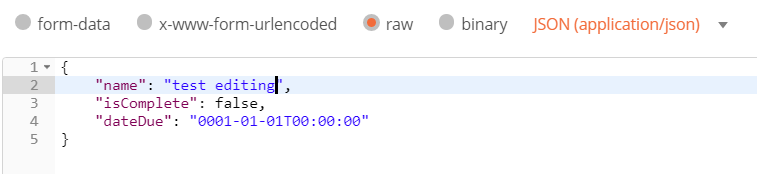 form-data x-www-form-urlencoded raw binary JSON (application/json)
1 {
2 "name": "test editing",
3 "isComplete": false,
4 "dateDue": "0001-01-01T00:00:00"
5 }